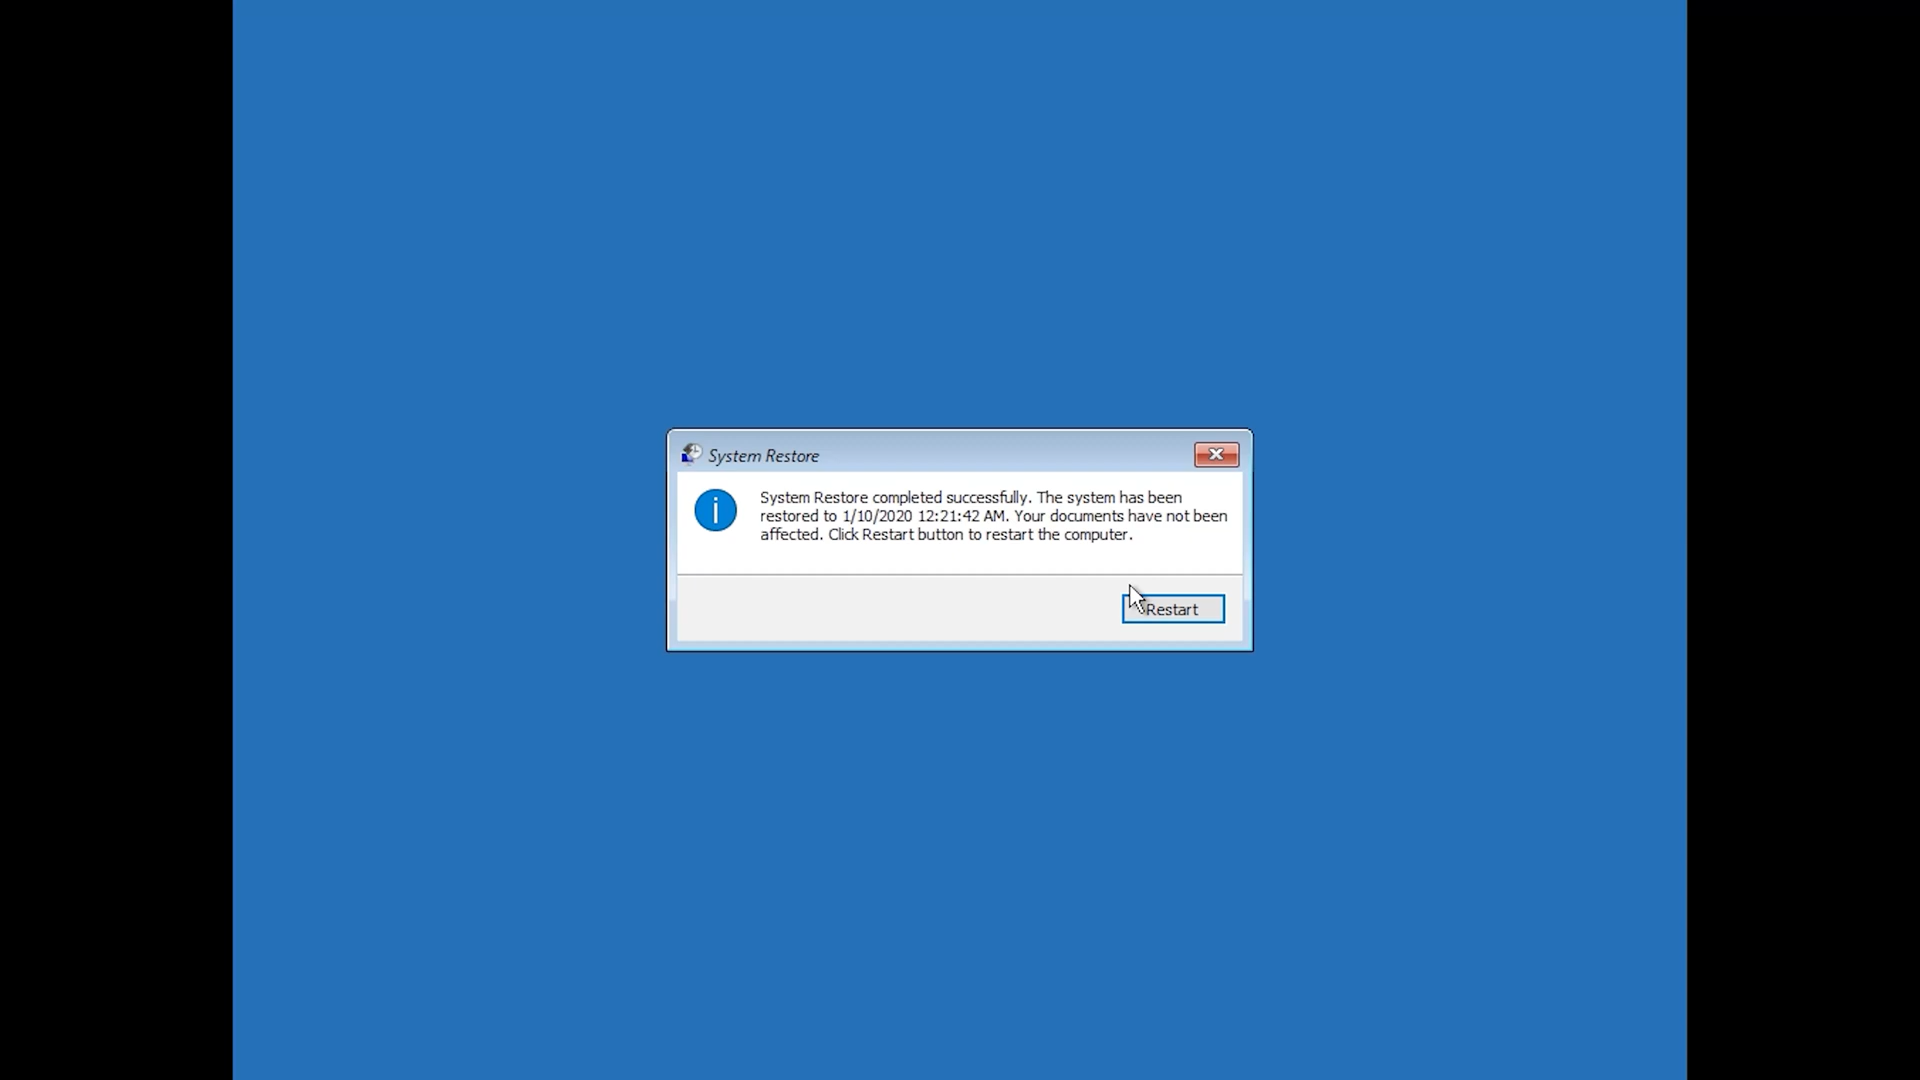 System Restore
System Restore completed successfully. The system has been
restored to 1/10/2020 12:21:42 AM. Your documents have not been
affected. Click Restart button to restart the computer.
Restart